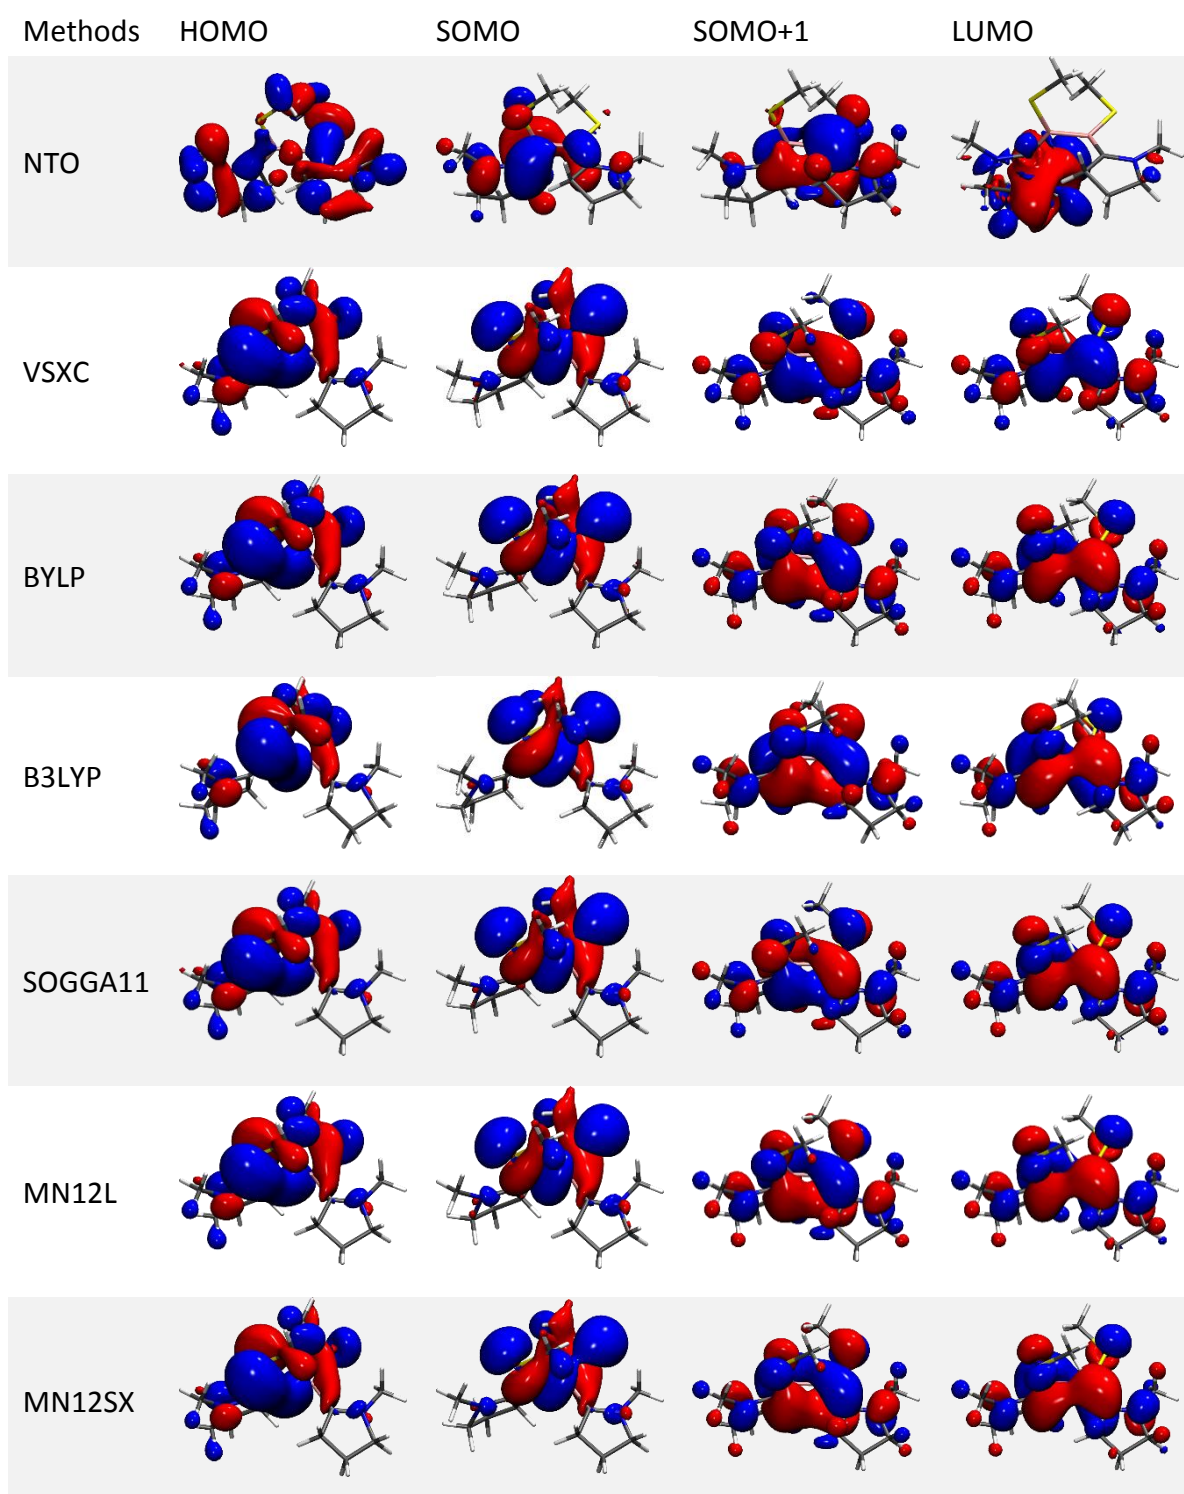 Methods HOMO SOMO SOMO+1 LUMO
NTO
VSXC
BYLP
B3LYP
SOGGA11
MN12L
MN12SX